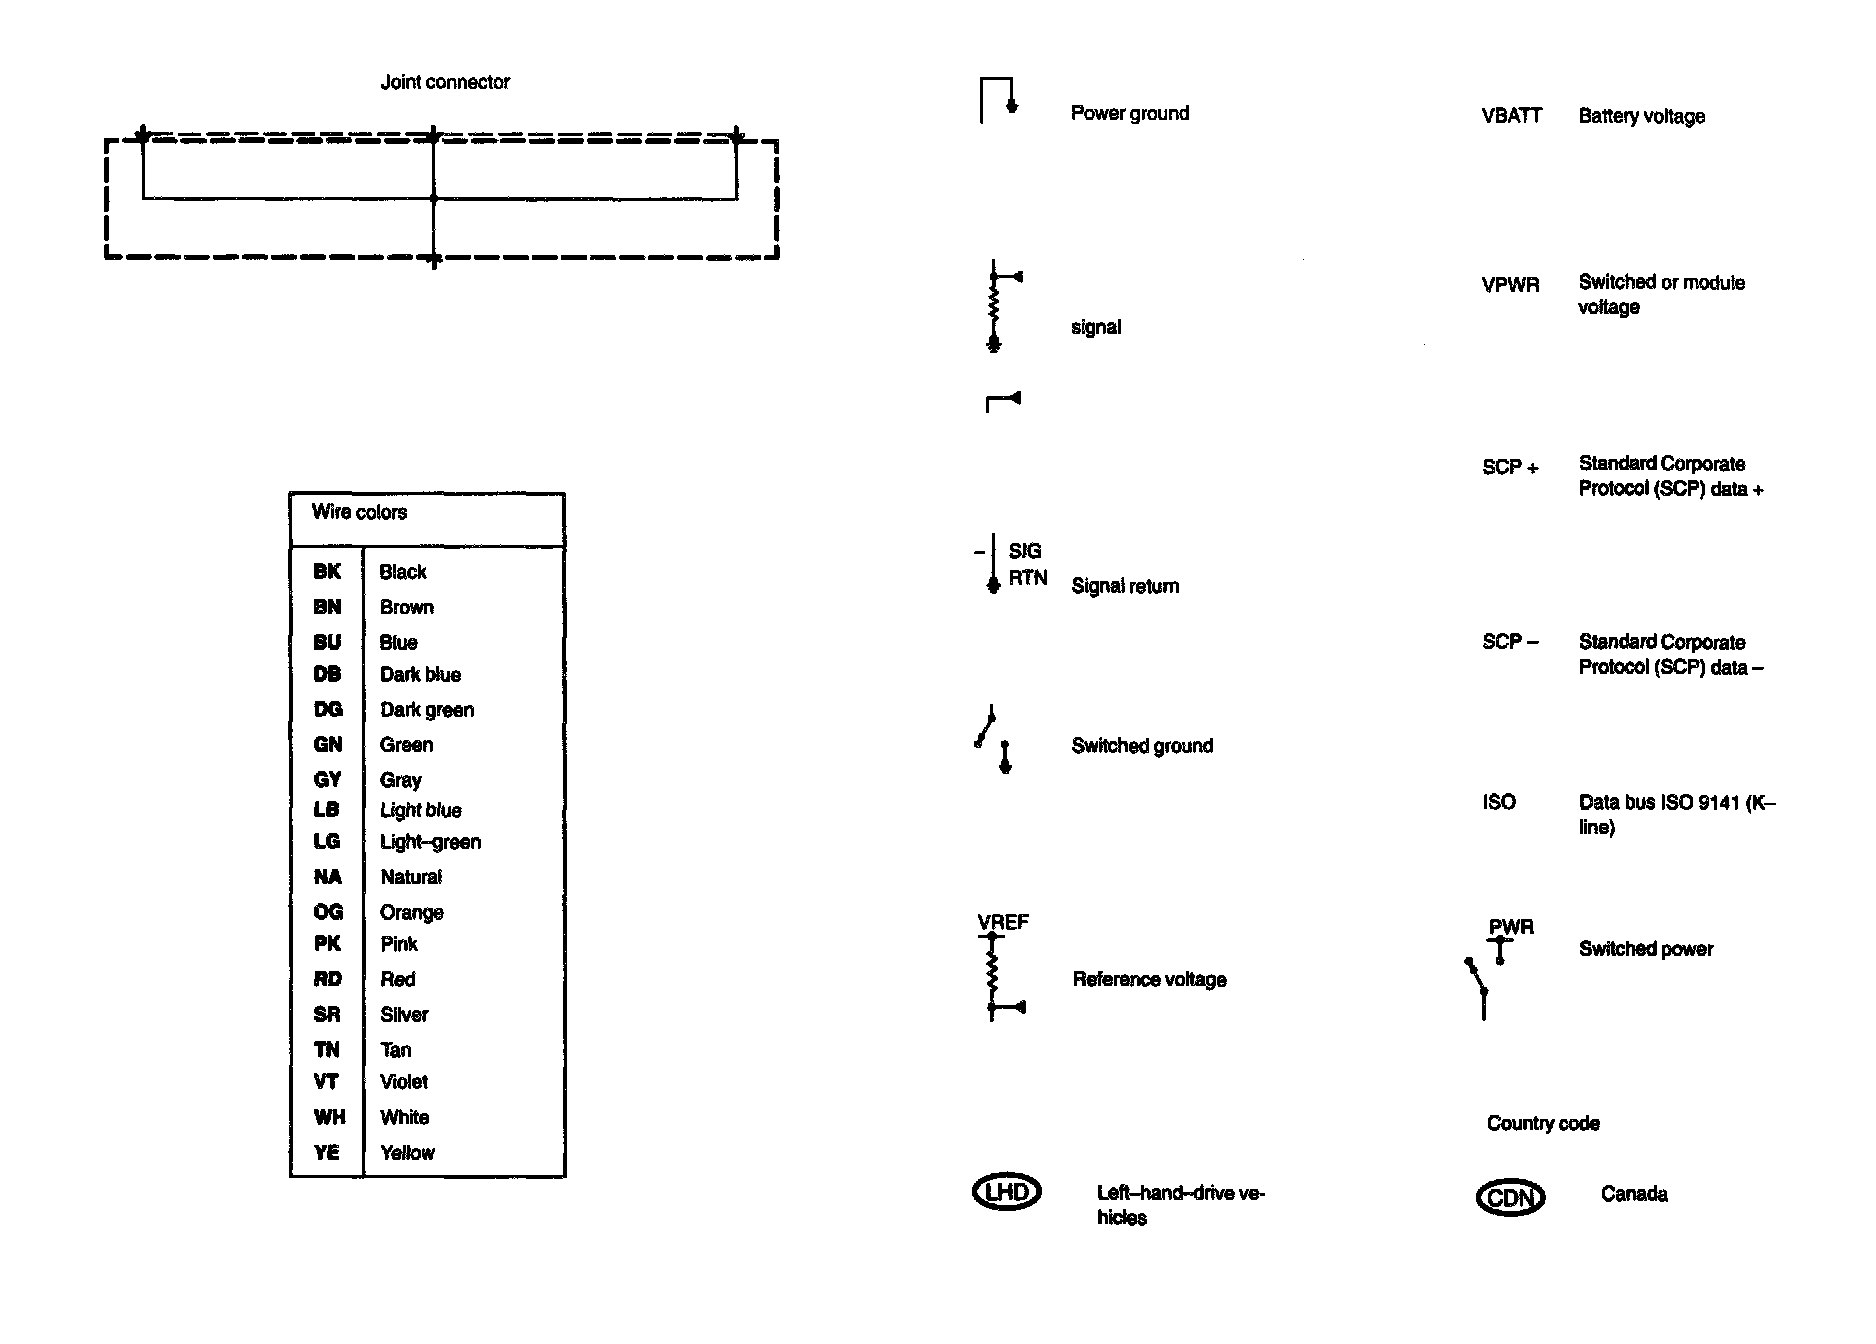 Joint connector
Wire colors
BK Black
BN Brown
BU Blue
DB Dark blue
DG Dark green
GN Green
GY Gray
LB Light blue
LG Light–green
NA Natural
OG Orange
PK Pink
RD Red
SR Silver
TN Tan
VT Violet
WH White
YE Yellow
Power ground
signal
– SIG
RTN
Signal return
Switched ground
VREF
Reference voltage
LHD Left–hand–drive ve-
hicles
VBATT Battery voltage
VPWR Switched or module
voltage
SCP + Standard Corporate
Protocol (SCP) data +
SCP – Standard Corporate
Protocol (SCP) data –
ISO Data bus ISO 9141 (K–
line)
PWR
Switched power
Country code
CDN Canada